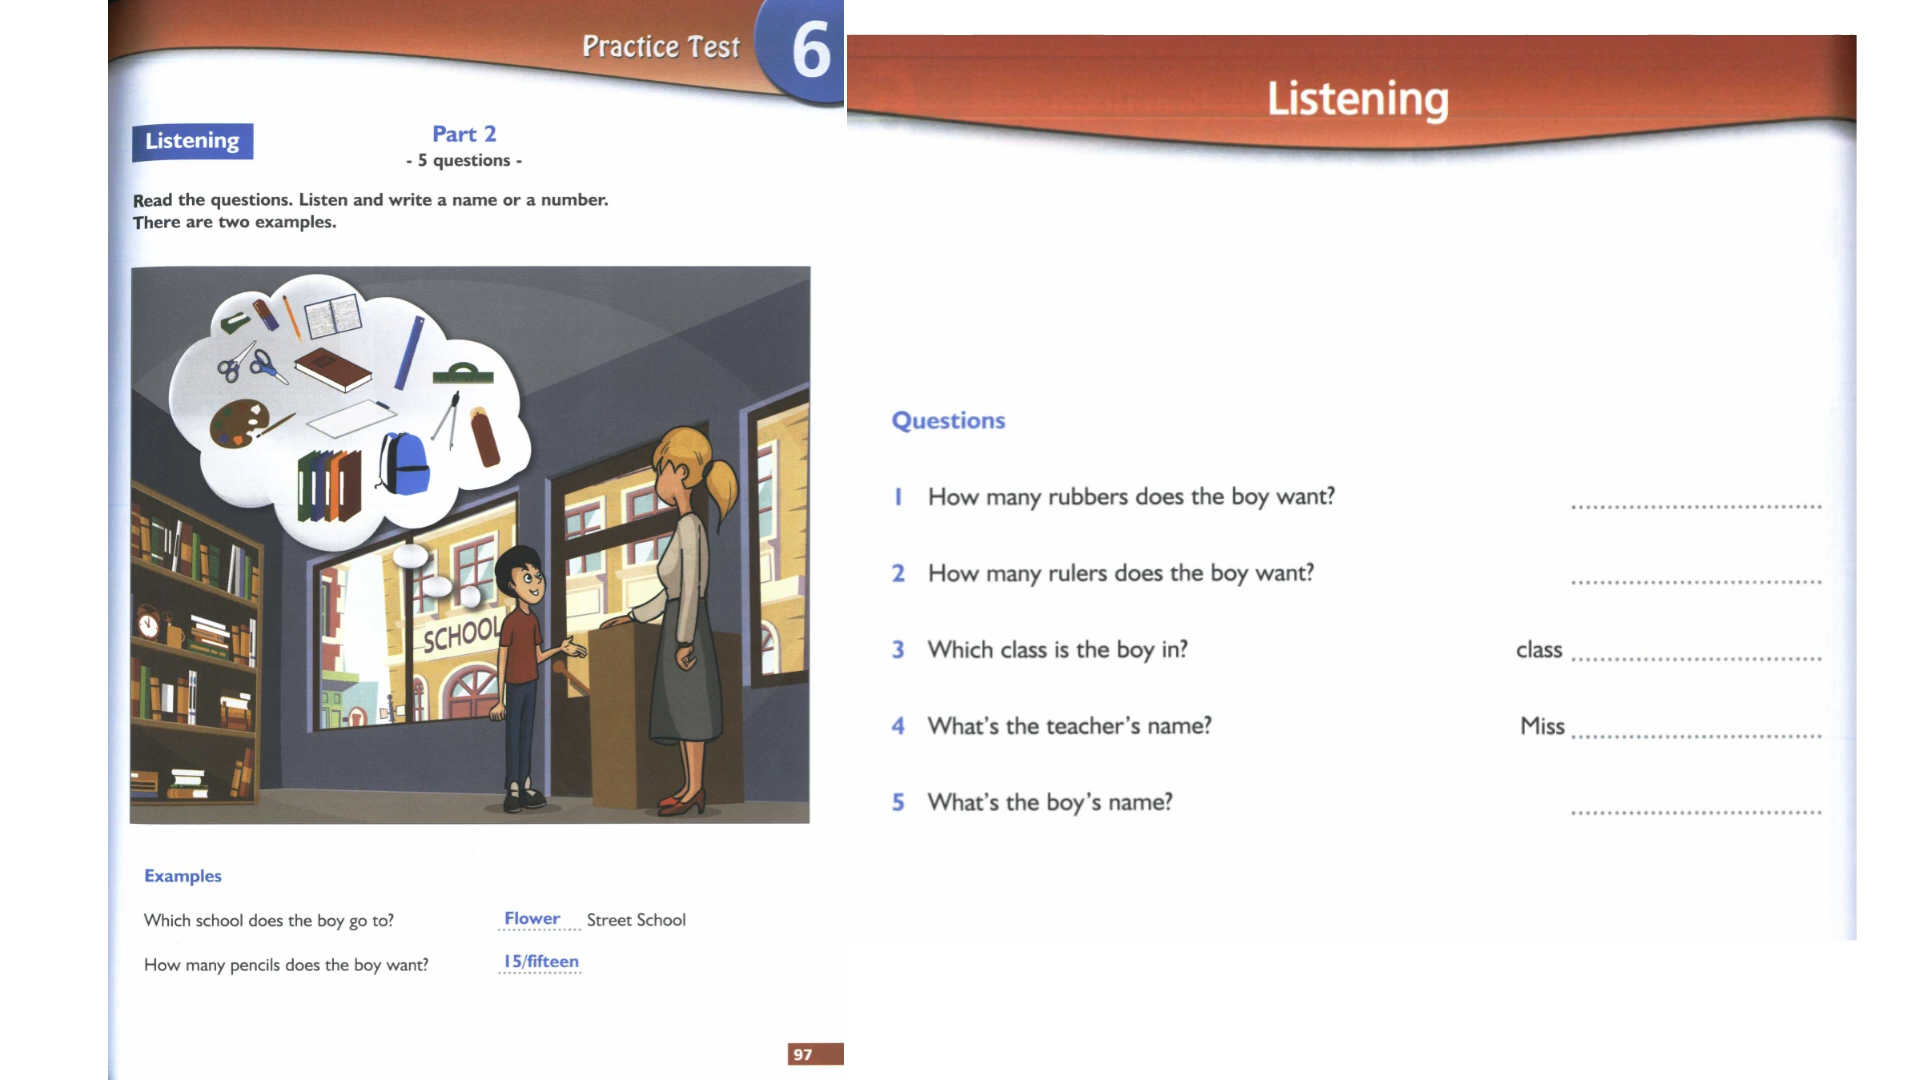 Practice Test 6
Listening
Part 2
- 5 questions -
Read the questions. Listen and write a name or a number.
There are two examples.
SCHOOL
Examples
Which school does the boy go to? Flower Street School
How many pencils does the boy want? 15/fifteen
97
Listening
Questions
1 How many rubbers does the boy want?
2 How many rulers does the boy want?
3 Which class is the boy in? class
4 What's the teacher's name? Miss
5 What's the boy's name?